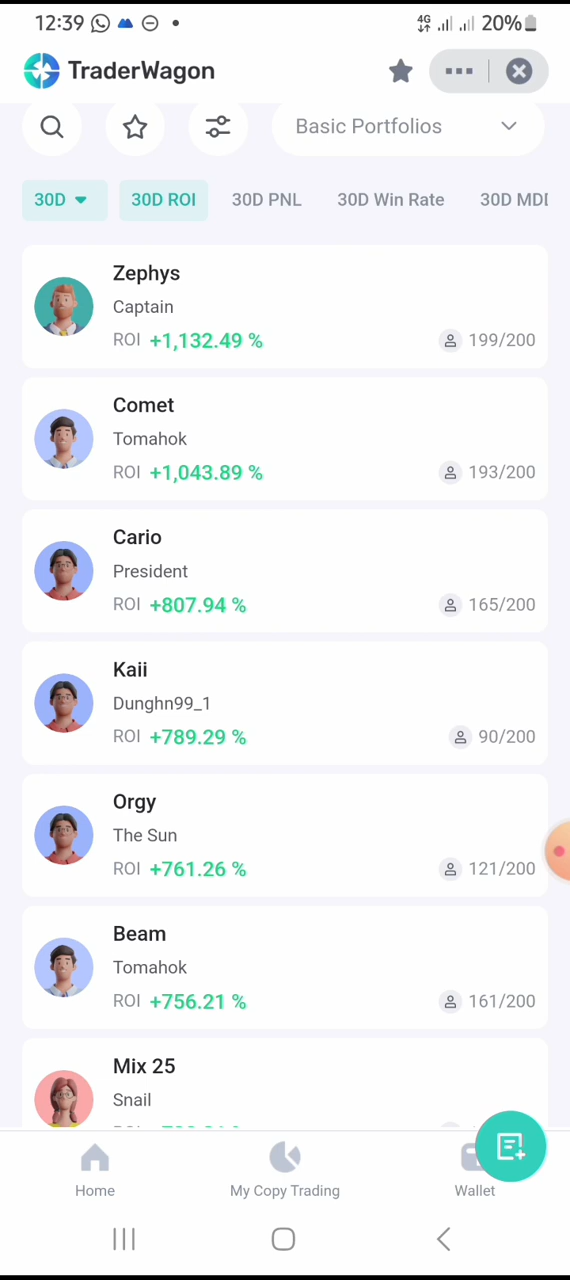 12:39
4G
20%
TraderWagon
Basic Portfolios
30D
30D ROI
30D PNL
30D Win Rate
30D MDD
Zephys
Captain
ROI +1,132.49 %
199/200
Comet
Tomahok
ROI +1,043.89 %
193/200
Cario
President
ROI +807.94 %
165/200
Kaii
Dunghn99_1
ROI +789.29 %
90/200
Orgy
The Sun
ROI +761.26 %
121/200
Beam
Tomahok
ROI +756.21 %
161/200
Mix 25
Snail
Home
My Copy Trading
Wallet